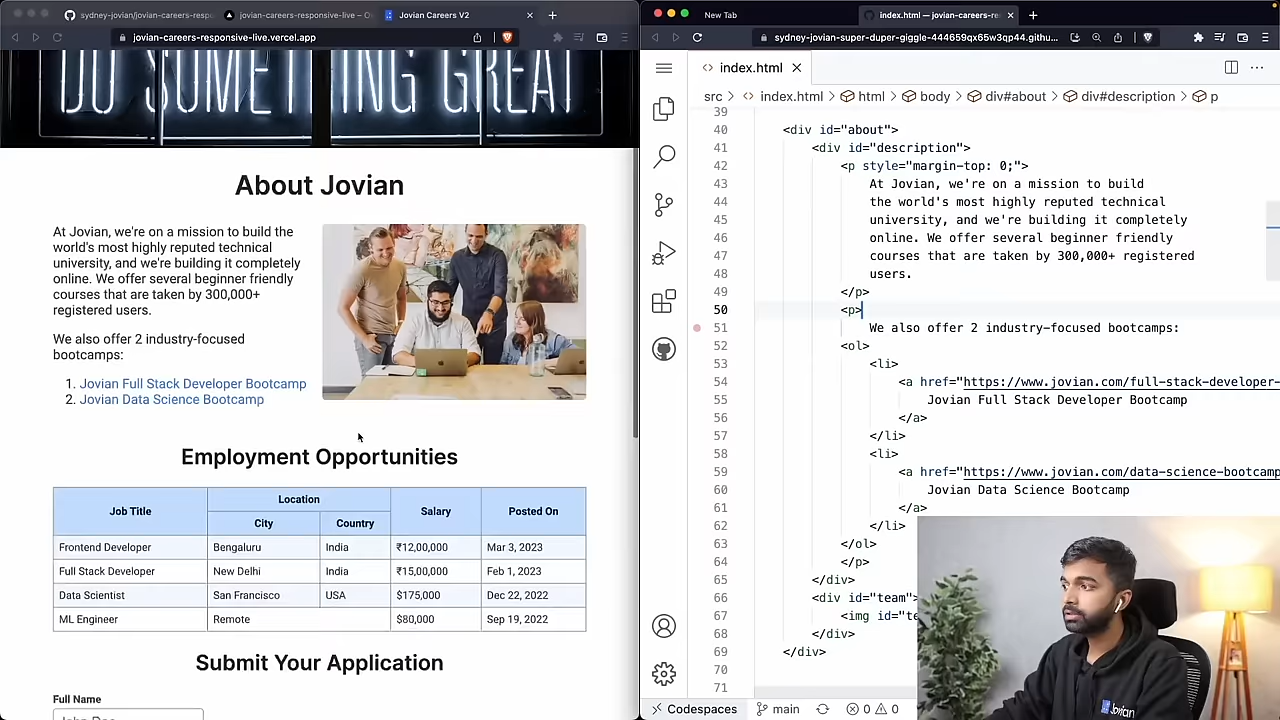 sydney-jovian/jovian-careers-respo
jovian-careers-responsive-live – O
Jovian Careers V2
jovian-careers-responsive-live.vercel.app
DO SOMETHING GREAT
About Jovian
At Jovian, we're on a mission to build the
world's most highly reputed technical
university, and we're building it completely
online. We offer several beginner friendly
courses that are taken by 300,000+
registered users.
We also offer 2 industry-focused
bootcamps:
1. Jovian Full Stack Developer Bootcamp
2. Jovian Data Science Bootcamp
Employment Opportunities
Job Title Location Salary Posted On
City Country
Frontend Developer Bengaluru India ₹12,00,000 Mar 3, 2023
Full Stack Developer New Delhi India ₹15,00,000 Feb 1, 2023
Data Scientist San Francisco USA $175,000 Dec 22, 2022
ML Engineer Remote $80,000 Sep 19, 2022
Submit Your Application
Full Name
John Doe
New Tab
index.html — jovian-careers-re
sydney-jovian-super-duper-giggle-444659qx65w3qp44.githu...
index.html
src > index.html > html > body > div#about > div#description > p
39
40 <div id="about">
41 <div id="description">
42 <p style="margin-top: 0;">
43 At Jovian, we're on a mission to build
44 the world's most highly reputed technical
45 university, and we're building it completely
46 online. We offer several beginner friendly
47 courses that are taken by 300,000+ registered
48 users.
49 </p>
50 <p>
51 We also offer 2 industry-focused bootcamps:
52 <ol>
53 <li>
54 <a href="https://www.jovian.com/full-stack-developer-
55 Jovian Full Stack Developer Bootcamp
56 </a>
57 </li>
58 <li>
59 <a href="https://www.jovian.com/data-science-bootcamp
60 Jovian Data Science Bootcamp
61 </a>
62 </li>
63 </ol>
64 </p>
65 </div>
66 <div id="team">
67 <img id="te
68 </div>
69 </div>
70
71
Codespaces main 0 0
Jovian